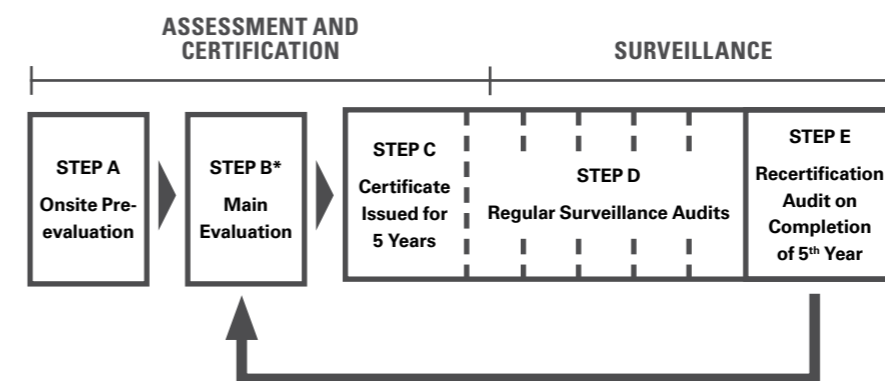 ASSESSMENT AND
CERTIFICATION
SURVEILLANCE
STEP A
Onsite Pre-
evaluation
STEP B*
Main
Evaluation
STEP C
Certificate
Issued for
5 Years
STEP D
Regular Surveillance Audits
STEP E
Recertification
Audit on
Completion
of 5th Year